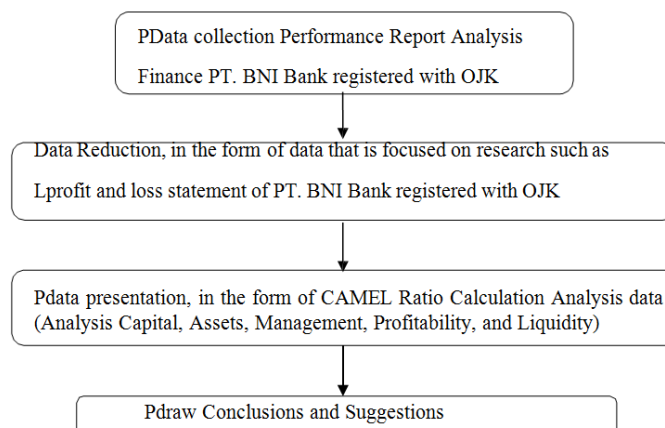 PData collection Performance Report Analysis
Finance PT. BNI Bank registered with OJK
Data Reduction, in the form of data that is focused on research such as
Lprofit and loss statement of PT. BNI Bank registered with OJK
Pdata presentation, in the form of CAMEL Ratio Calculation Analysis data
(Analysis Capital, Assets, Management, Profitability, and Liquidity)
Pdraw Conclusions and Suggestions